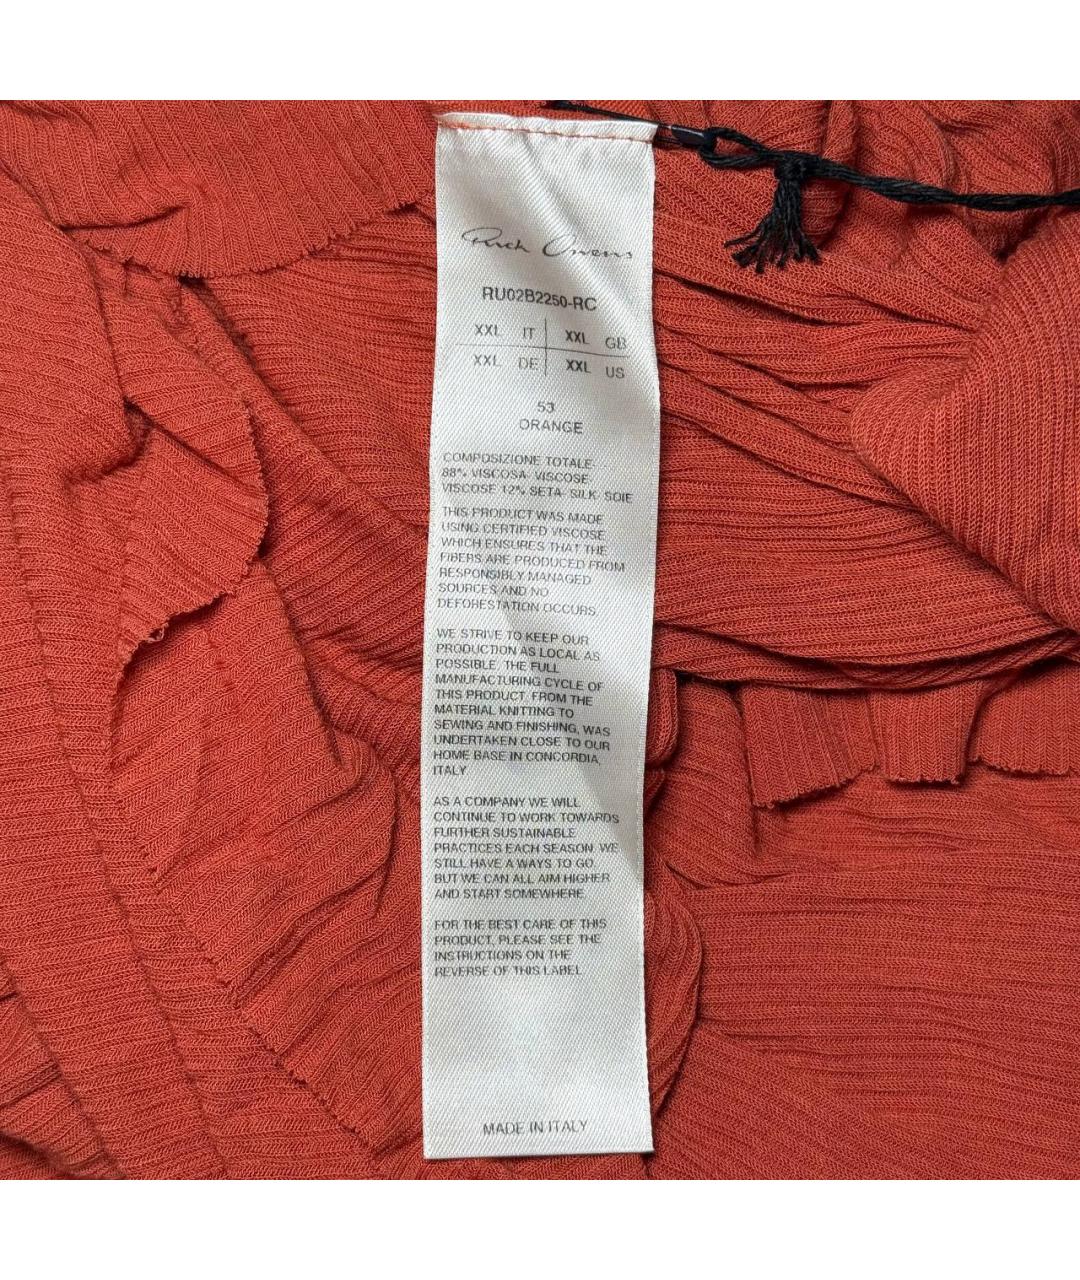 Rick Owens
RU02B2250-RC
XXL IT XXL GB
XXL DE XXL US
53
ORANGE
COMPOSIZIONE TOTALE-
88% VISCOSA- VISCOSE-
VISCOSE 12% SETA- SILK- SOIE
THIS PRODUCT WAS MADE
USING CERTIFIED VISCOSE,
WHICH ENSURES THAT THE
FIBERS ARE PRODUCED FROM
RESPONSIBLY MANAGED
SOURCES AND NO
DEFORESTATION OCCURS.
WE STRIVE TO KEEP OUR
PRODUCTION AS LOCAL AS
POSSIBLE. THE FULL
MANUFACTURING CYCLE OF
THIS PRODUCT, FROM THE
MATERIAL KNITTING TO
SEWING AND FINISHING, WAS
UNDERTAKEN CLOSE TO OUR
HOME BASE IN CONCORDIA,
ITALY
AS A COMPANY WE WILL
CONTINUE TO WORK TOWARDS
FURTHER SUSTAINABLE
PRACTICES EACH SEASON. WE
STILL HAVE A WAYS TO GO,
BUT WE CAN ALL AIM HIGHER
AND START SOMEWHERE.
FOR THE BEST CARE OF THIS
PRODUCT, PLEASE SEE THE
INSTRUCTIONS ON THE
REVERSE OF THIS LABEL
MADE IN ITALY